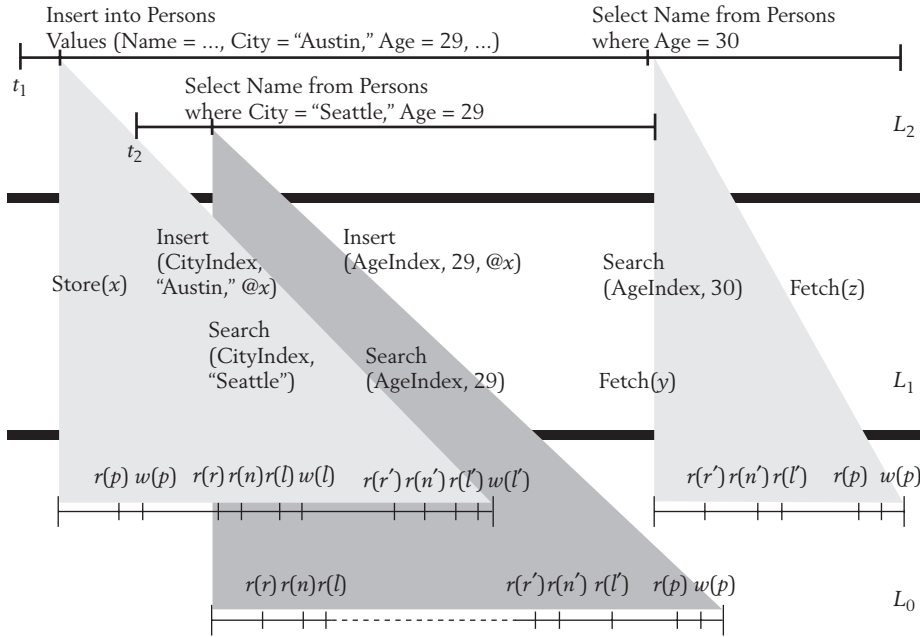 Insert into Persons
Values (Name = ..., City = “Austin,” Age = 29, ...)
Select Name from Persons
where Age = 30
t1
Select Name from Persons
where City = “Seattle,” Age = 29
t2
L2
Store(x)
Insert
(CityIndex,
“Austin,” @x)
Insert
(AgeIndex, 29, @x)
Search
(AgeIndex, 30)
Fetch(z)
Search
(CityIndex,
“Seattle”)
Search
(AgeIndex, 29)
Fetch(y)
L1
r(p) w(p) r(r) r(n) r(l) w(l) r(r′) r(n′) r(l′) w(l′)
r(r′) r(n′) r(l′) r(p) w(p)
r(r) r(n) r(l) r(r′) r(n′) r(l′) r(p) w(p)
L0